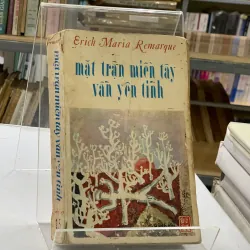 Erich Maria Remarque
mặt trận miền tây
vẫn yên tĩnh
mặt trận miền tây vẫn yên tĩnh